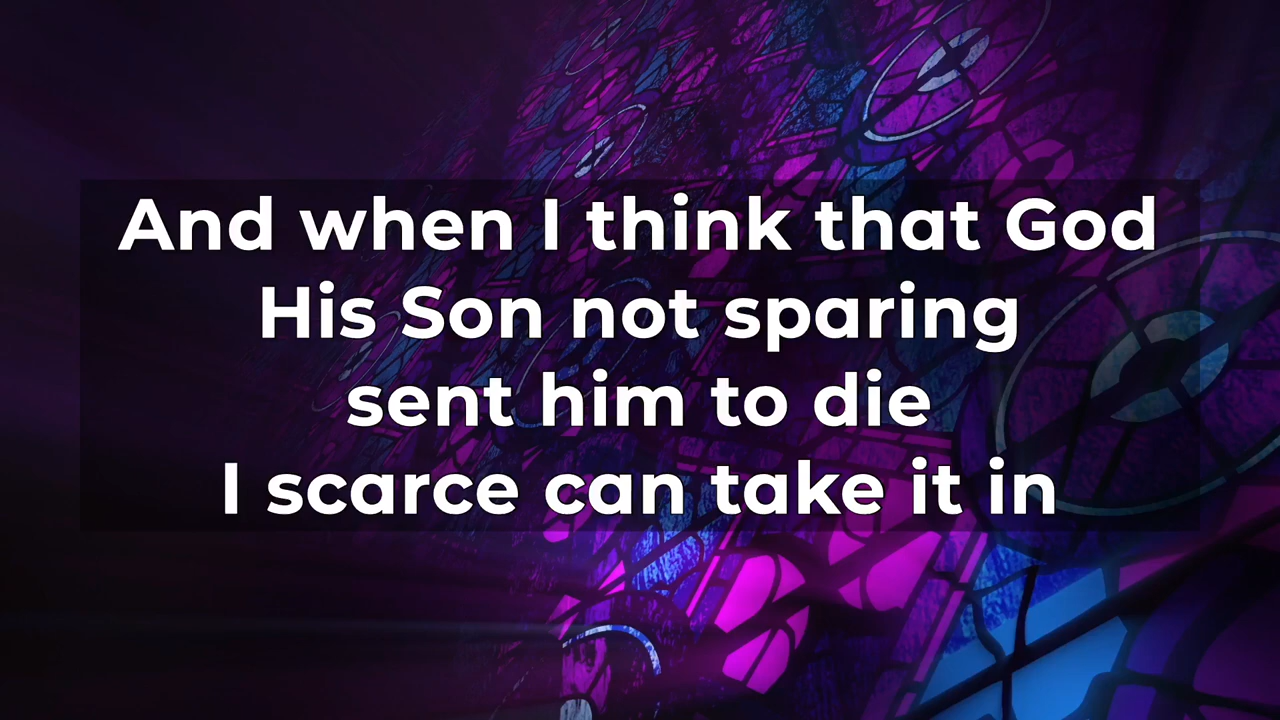 And when I think that God
His Son not sparing
sent him to die
I scarce can take it in